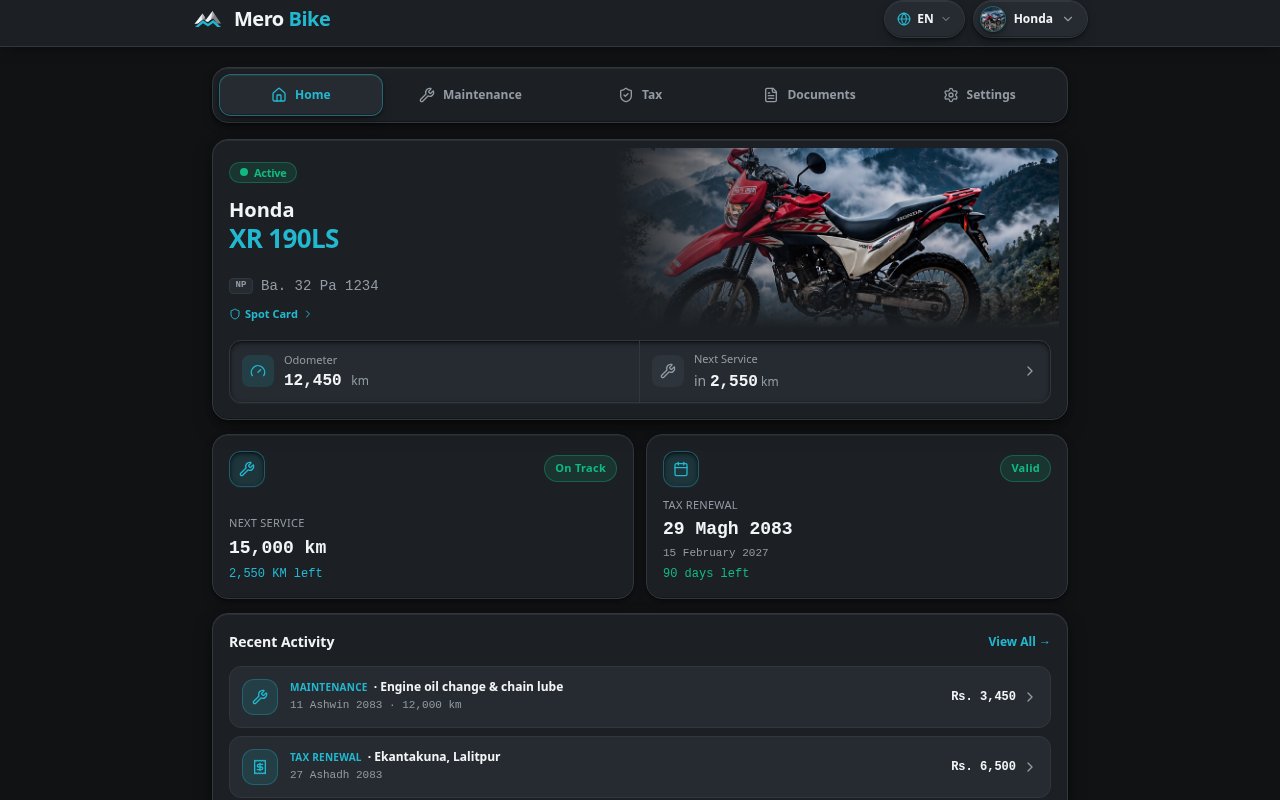 Mero Bike
EN
Honda
Home
Maintenance
Tax
Documents
Settings
Active
Honda
XR 190LS
NP Ba. 32 Pa 1234
Spot Card
HONDA
Odometer
12,450 km
Next Service
in 2,550 km
On Track
NEXT SERVICE
15,000 km
2,550 KM left
Valid
TAX RENEWAL
29 Magh 2083
15 February 2027
90 days left
Recent Activity
View All →
MAINTENANCE · Engine oil change & chain lube
11 Ashwin 2083 · 12,000 km
Rs. 3,450
TAX RENEWAL · Ekantakuna, Lalitpur
27 Ashadh 2083
Rs. 6,500